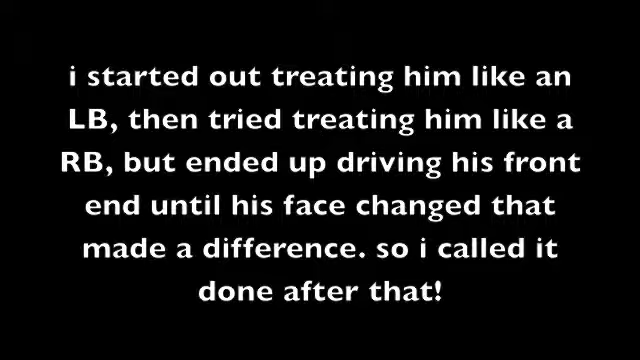 i started out treating him like an
LB, then tried treating him like a
RB, but ended up driving his front
end until his face changed that
made a difference. so i called it
done after that!